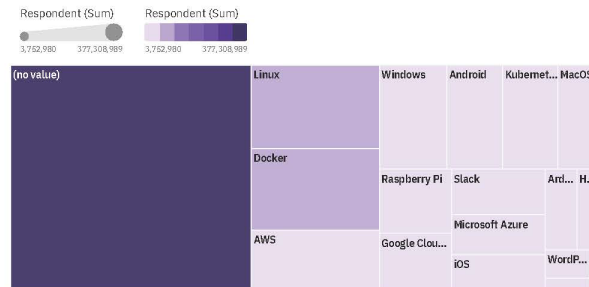 Respondent (Sum)
3,752,980 377,308,989
Respondent (Sum)
3,752,980 377,308,989
(no value)
Linux
Docker
AWS
Windows
Android
Kubernet...
MacOS
Raspberry Pi
Slack
Ard...
H.
Microsoft Azure
Google Clou...
iOS
WordP...